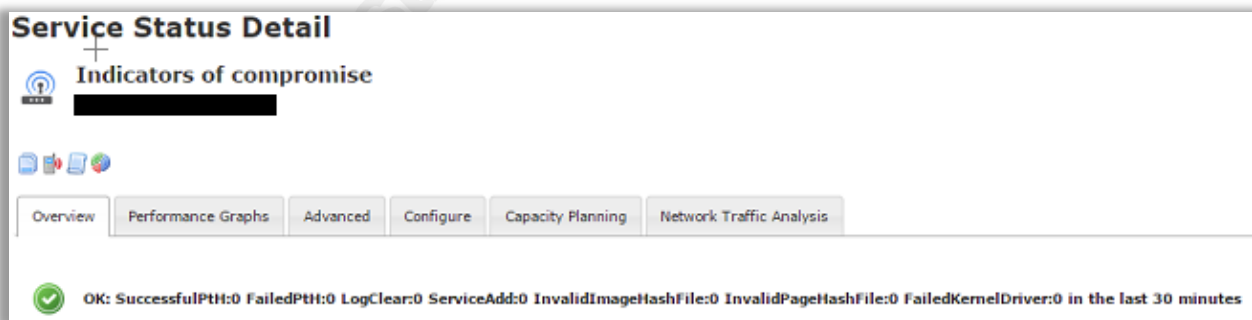 Service Status Detail
Indicators of compromise
Overview Performance Graphs Advanced Configure Capacity Planning Network Traffic Analysis
OK: SuccessfulPtH:0 FailedPtH:0 LogClear:0 ServiceAdd:0 InvalidImageHashFile:0 InvalidPageHashFile:0 FailedKernelDriver:0 in the last 30 minutes